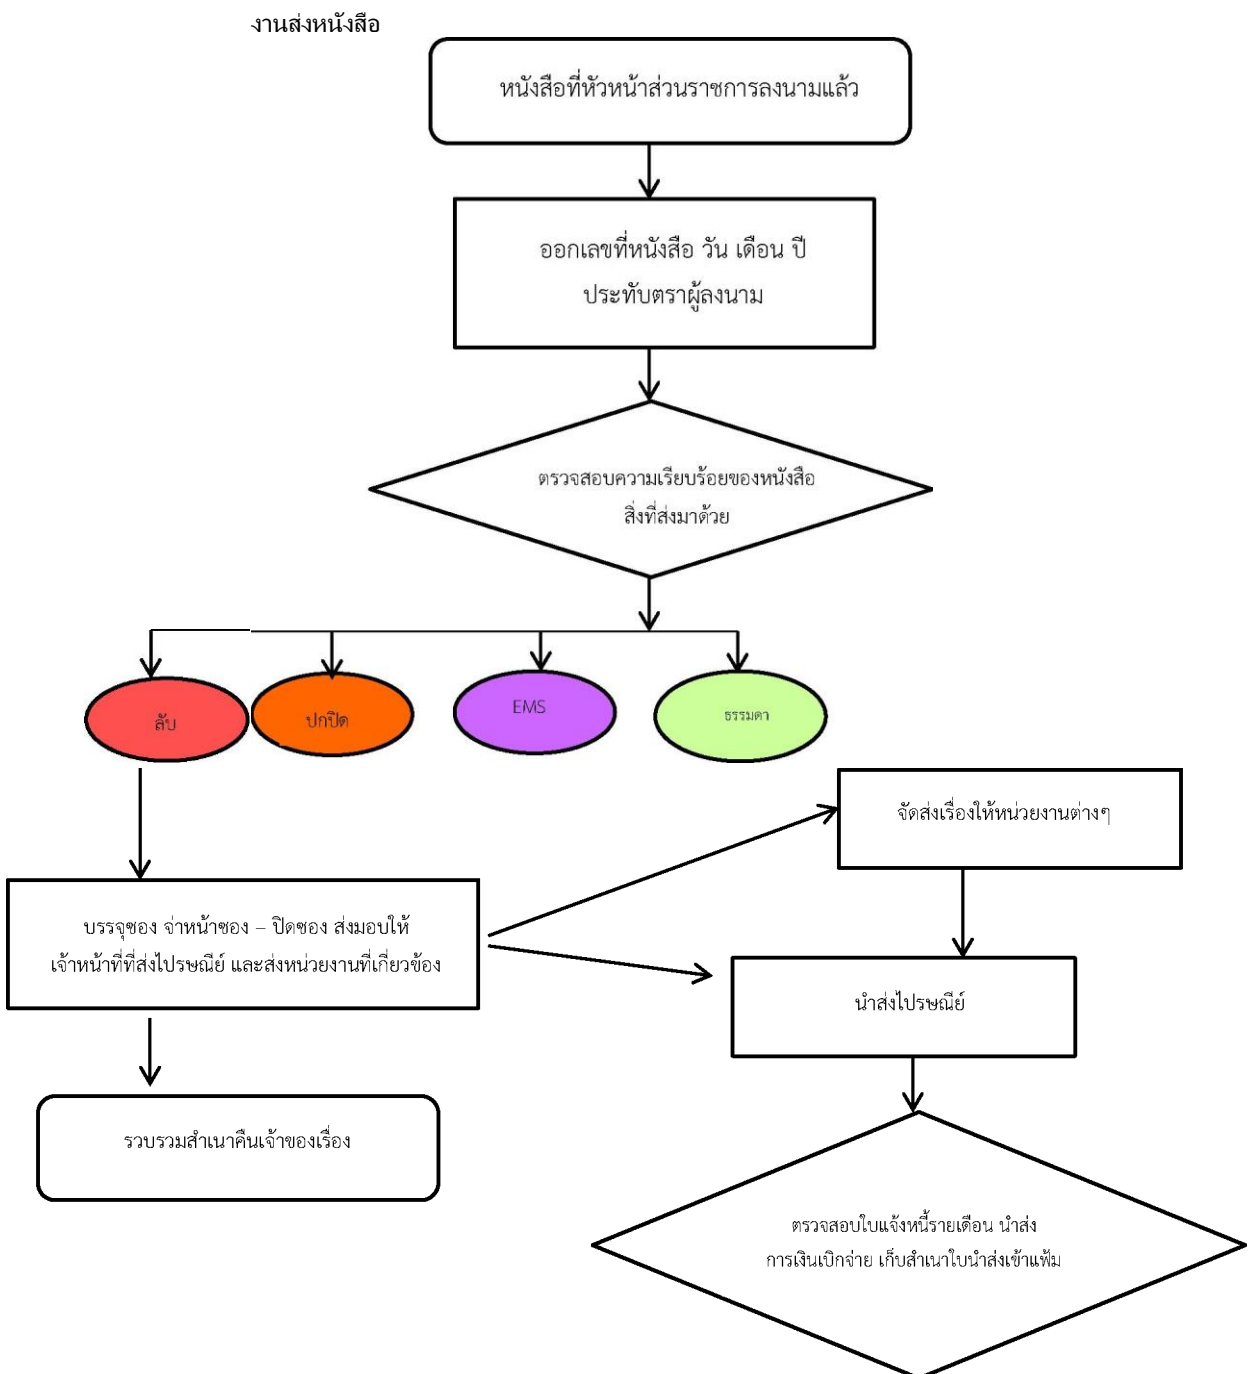 งานส่งหนังสือ
หนังสือที่หัวหน้าส่วนราชการลงนามแล้ว
ออกเลขที่หนังสือ วัน เดือน ปี
ประทับตราผู้ลงนาม
ตรวจสอบความเรียบร้อยของหนังสือ
สิ่งที่ส่งมาด้วย
ลับ
ปกปิด
EMS
ธรรมดา
จัดส่งเรื่องให้หน่วยงานต่างๆ
บรรจุซอง จ่าหน้าซอง – ปิดซอง ส่งมอบให้
เจ้าหน้าที่ที่ส่งไปรษณีย์ และส่งหน่วยงานที่เกี่ยวข้อง
นำส่งไปรษณีย์
รวบรวมสำเนาคืนเจ้าของเรื่อง
ตรวจสอบใบแจ้งหนี้รายเดือน นำส่ง
การเงินเบิกจ่าย เก็บสำเนาใบนำส่งเข้าแฟ้ม